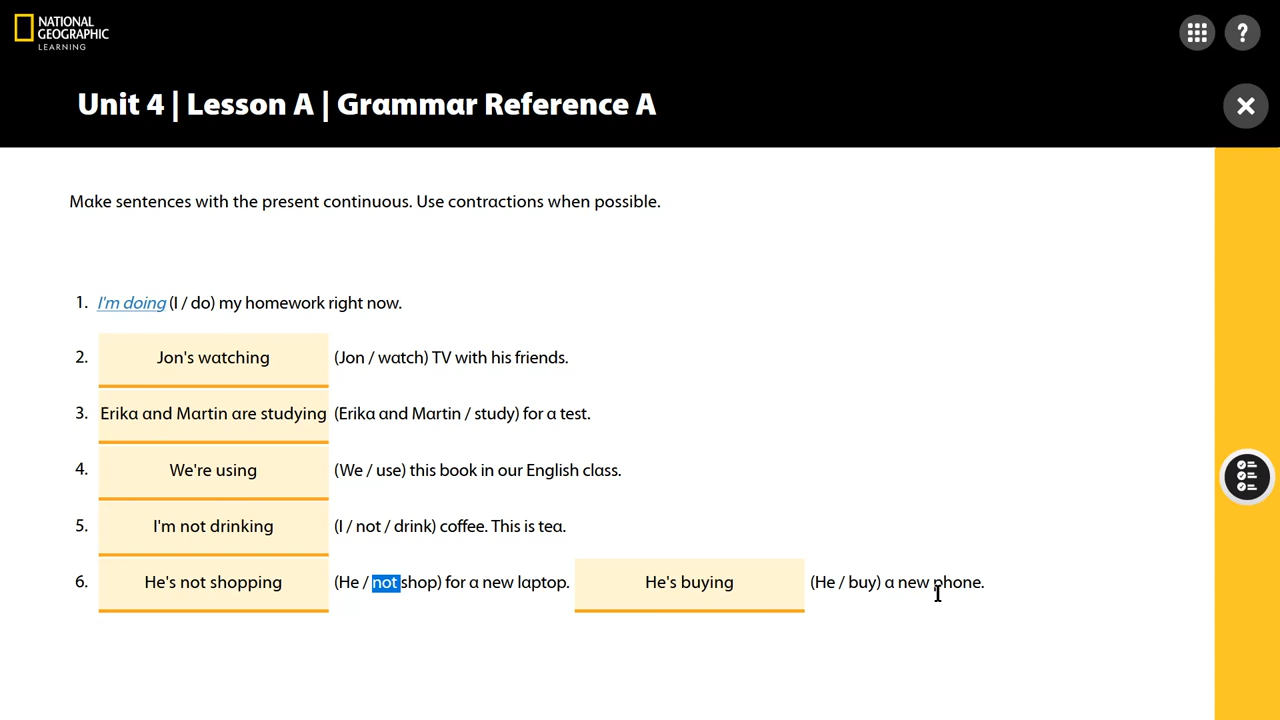 NATIONAL
GEOGRAPHIC
LEARNING
?
Unit 4 | Lesson A | Grammar Reference A
Make sentences with the present continuous. Use contractions when possible.
1. I'm doing (I / do) my homework right now.
2. Jon's watching (Jon / watch) TV with his friends.
3. Erika and Martin are studying (Erika and Martin / study) for a test.
4. We're using (We / use) this book in our English class.
5. I'm not drinking (I / not / drink) coffee. This is tea.
6. He's not shopping (He / not shop) for a new laptop. He's buying (He / buy) a new phone.